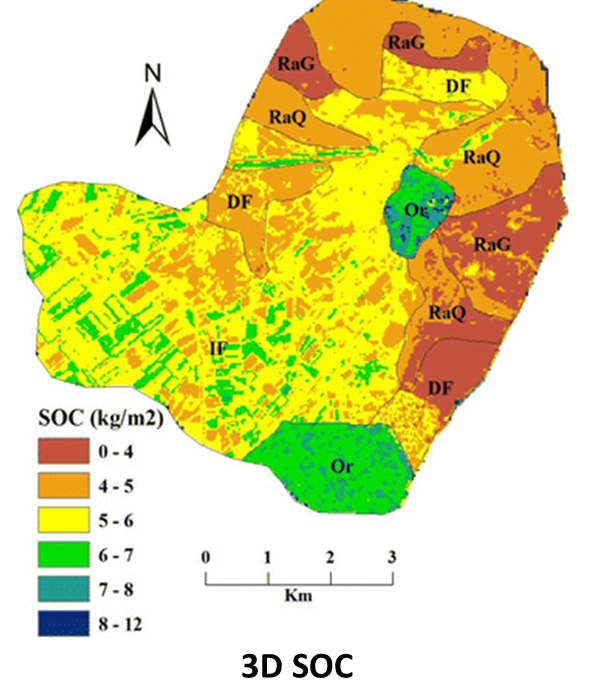 RaG
RaG
N
DF
RaQ
RaQ
DF
Or
RaG
RaQ
IF
DF
SOC (kg/m2)
0 - 4
4 - 5
Or
5 - 6
6 - 7
0 1 2 3
7 - 8
Km
8 - 12
3D SOC